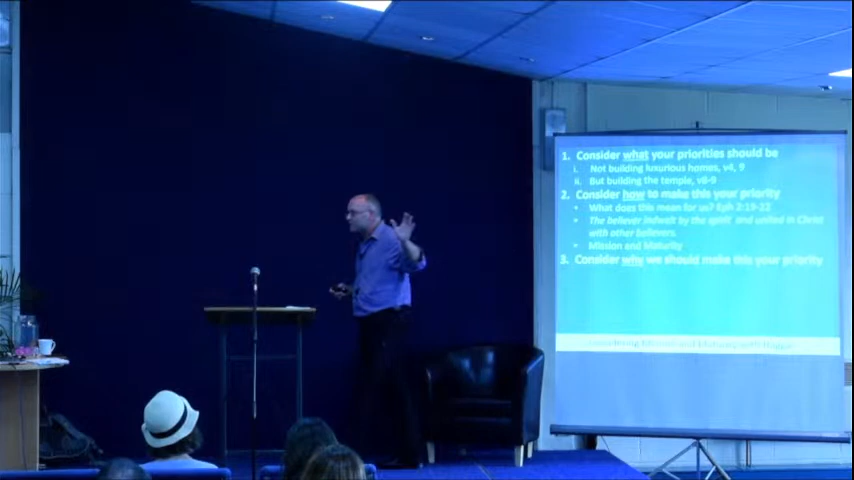 1. Consider what your priorities should be
i. Not building luxurious homes, v4, 9
ii. But building the temple, v8-9
2. Consider how to make this your priority
• What does this mean for us? Eph 2:19-22
• The believer indwelt by the spirit and united in Christ
with other believers.
• Mission and Maturity
3. Consider why we should make this your priority